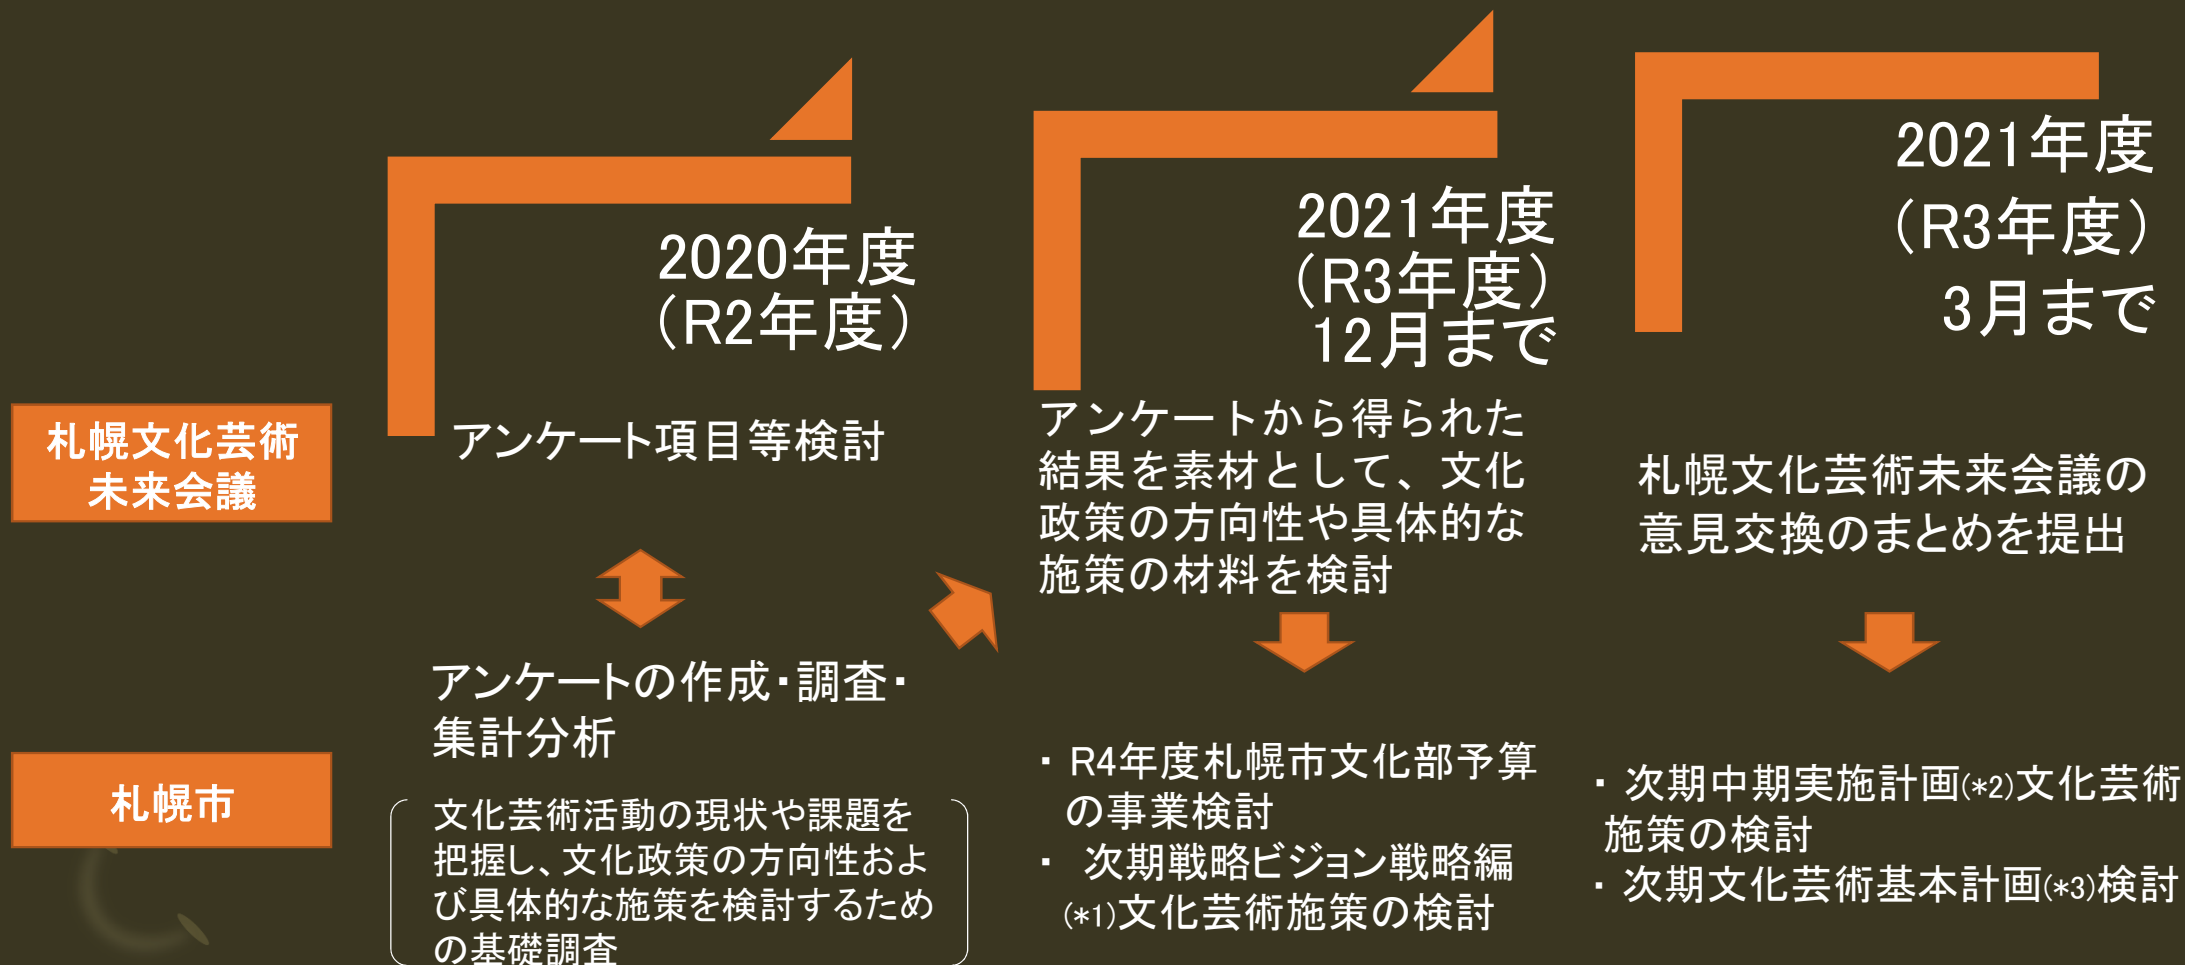 2020年度
（R2年度）
2021年度
（R3年度）
12月まで
2021年度
（R3年度）
3月まで
札幌文化芸術
未来会議
アンケート項目等検討
アンケートから得られた
結果を素材として、文化
政策の方向性や具体的な
施策の材料を検討
札幌文化芸術未来会議の
意見交換のまとめを提出
札幌市
アンケートの作成・調査・
集計分析
文化芸術活動の現状や課題を
把握し、文化政策の方向性およ
び具体的な施策を検討するため
の基礎調査
・R4年度札幌市文化部予算
の事業検討
・ 次期戦略ビジョン戦略編
(*1)文化芸術施策の検討
・次期中期実施計画(*2)文化芸術
施策の検討
・次期文化芸術基本計画(*3)検討